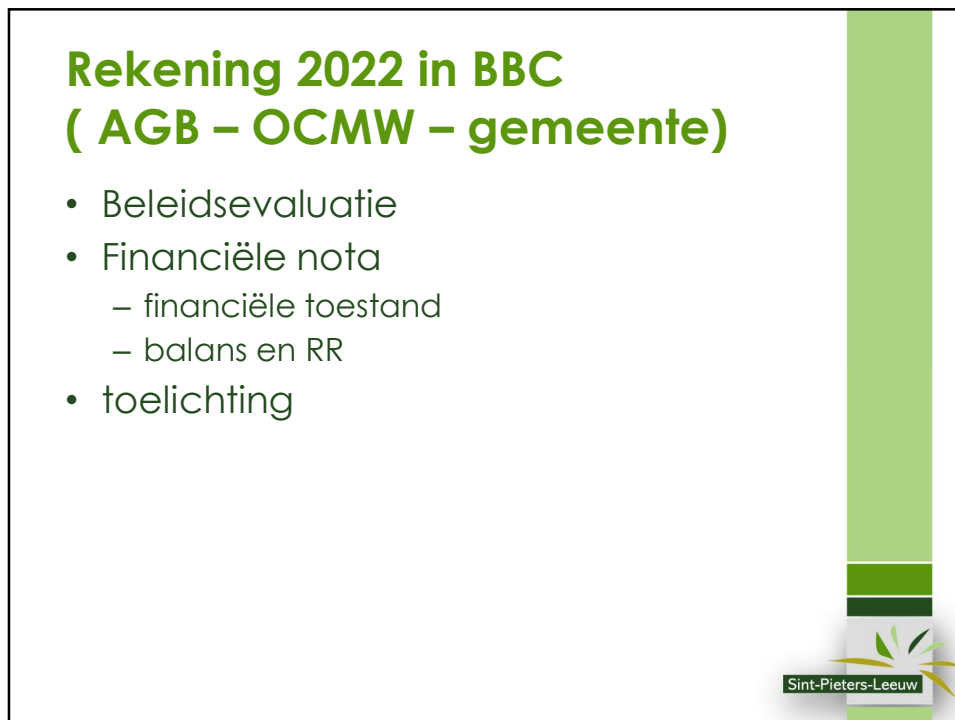 Rekening 2022 in BBC
( AGB – OCMW – gemeente)
• Beleidsevaluatie
• Financiële nota
– financiële toestand
– balans en RR
• toelichting
Sint-Pieters-Leeuw